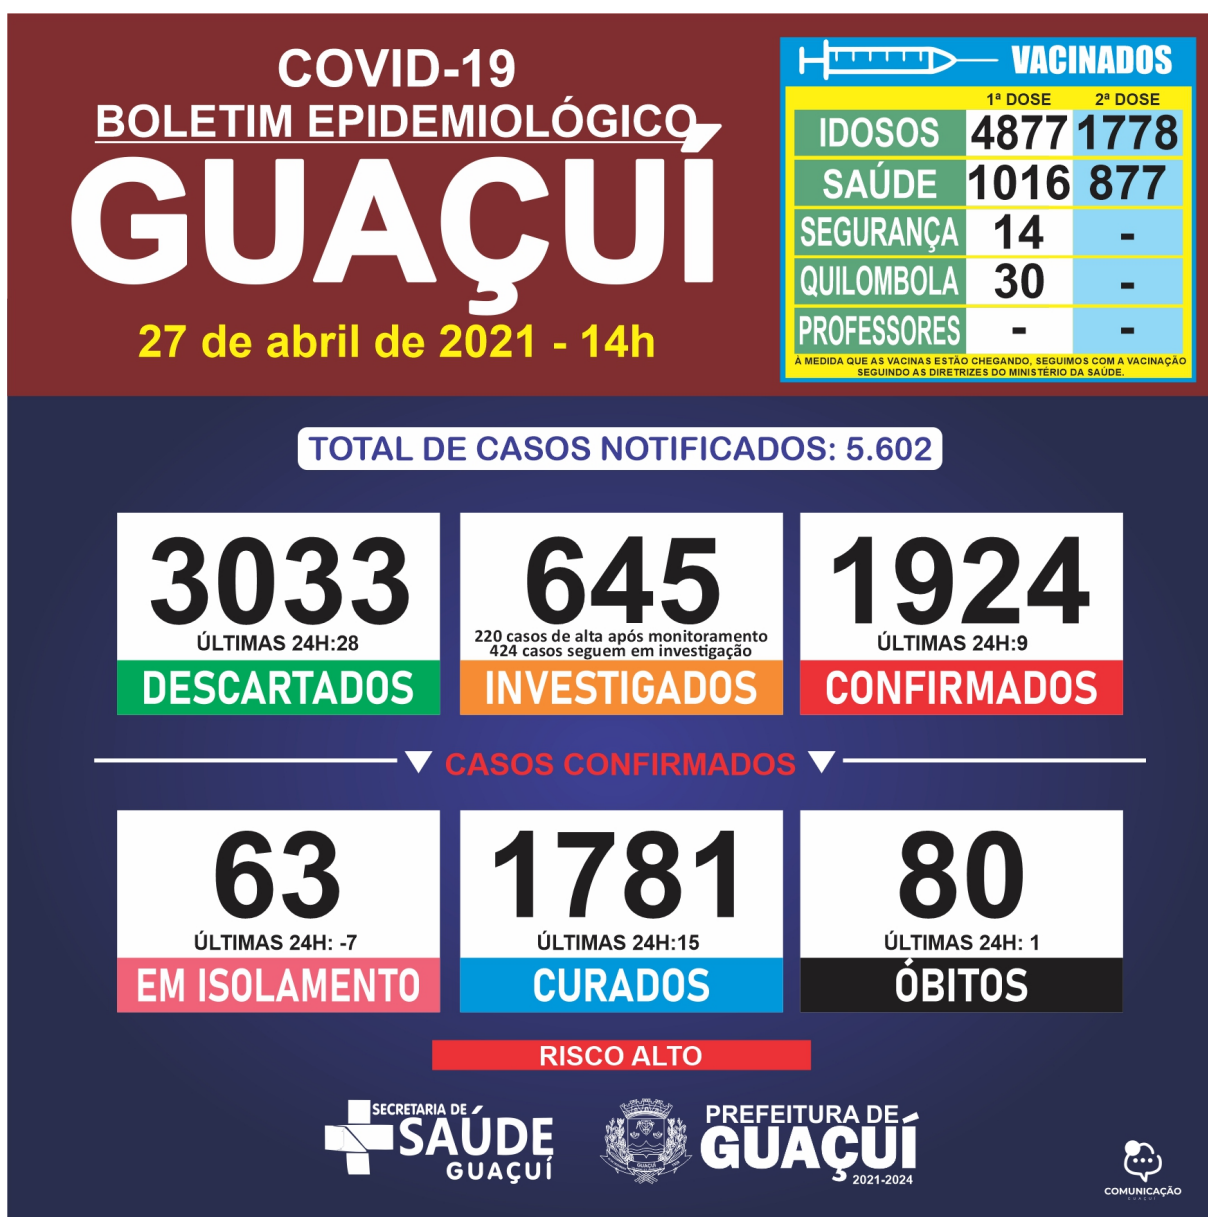 COVID-19
BOLETIM EPIDEMIOLÓGICO
GUAÇUÍ
27 de abril de 2021 - 14h
VACINADOS
1ª DOSE 2ª DOSE
IDOSOS 4877 1778
SAÚDE 1016 877
SEGURANÇA 14 -
QUILOMBOLA 30 -
PROFESSORES - -
À MEDIDA QUE AS VACINAS ESTÃO CHEGANDO, SEGUIMOS COM A VACINAÇÃO
SEGUINDO AS DIRETRIZES DO MINISTÉRIO DA SAÚDE.
TOTAL DE CASOS NOTIFICADOS: 5.602
3033
ÚLTIMAS 24H:28
DESCARTADOS
645
220 casos de alta após monitoramento
424 casos seguem em investigação
INVESTIGADOS
1924
ÚLTIMAS 24H:9
CONFIRMADOS
CASOS CONFIRMADOS
63
ÚLTIMAS 24H: -7
EM ISOLAMENTO
1781
ÚLTIMAS 24H:15
CURADOS
80
ÚLTIMAS 24H: 1
ÓBITOS
RISCO ALTO
SECRETARIA DE
SAÚDE
GUAÇUÍ
GUAÇUÍ
PREFEITURA DE
GUAÇUÍ
2021-2024
COMUNICAÇÃO
GUAÇUÍ